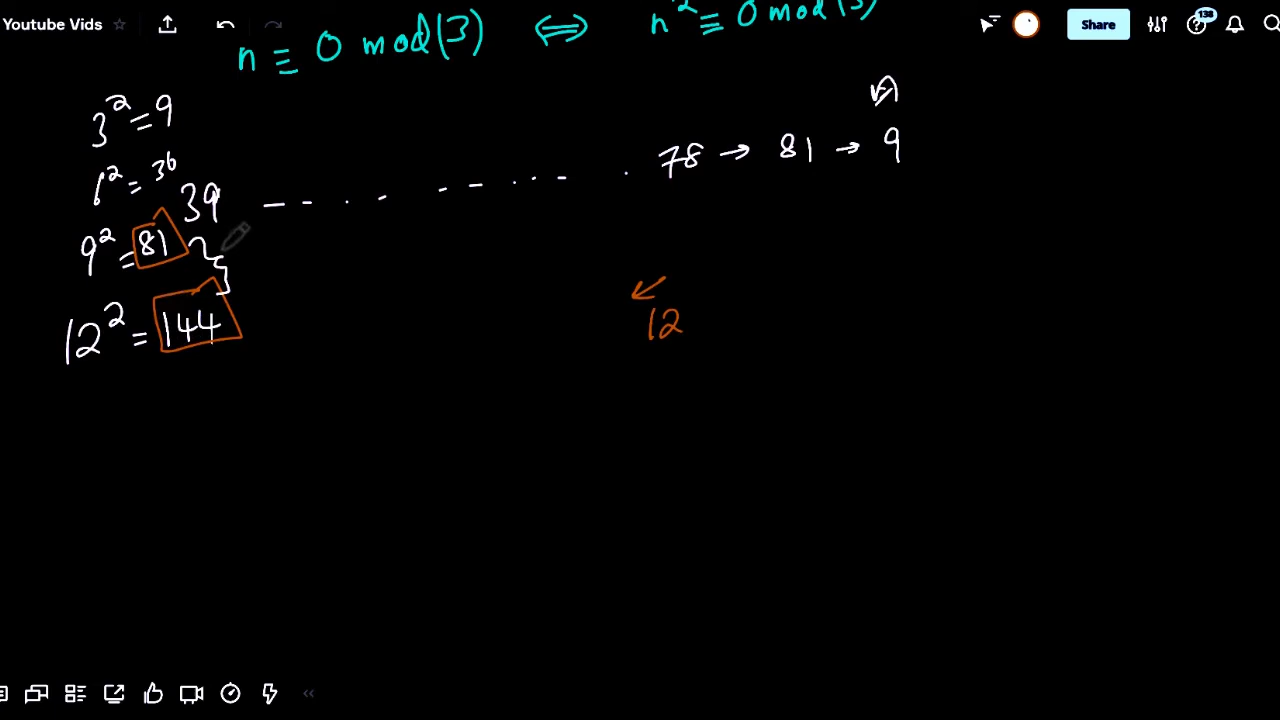 Youtube Vids
Share
138
n ≡ 0 mod(3) ⇔ n² ≡ 0 mod(3)
3² = 9
6² = 36
39 -- . - -- ... - . 78 → 81 → 9
9² = 81
12² = 144
12